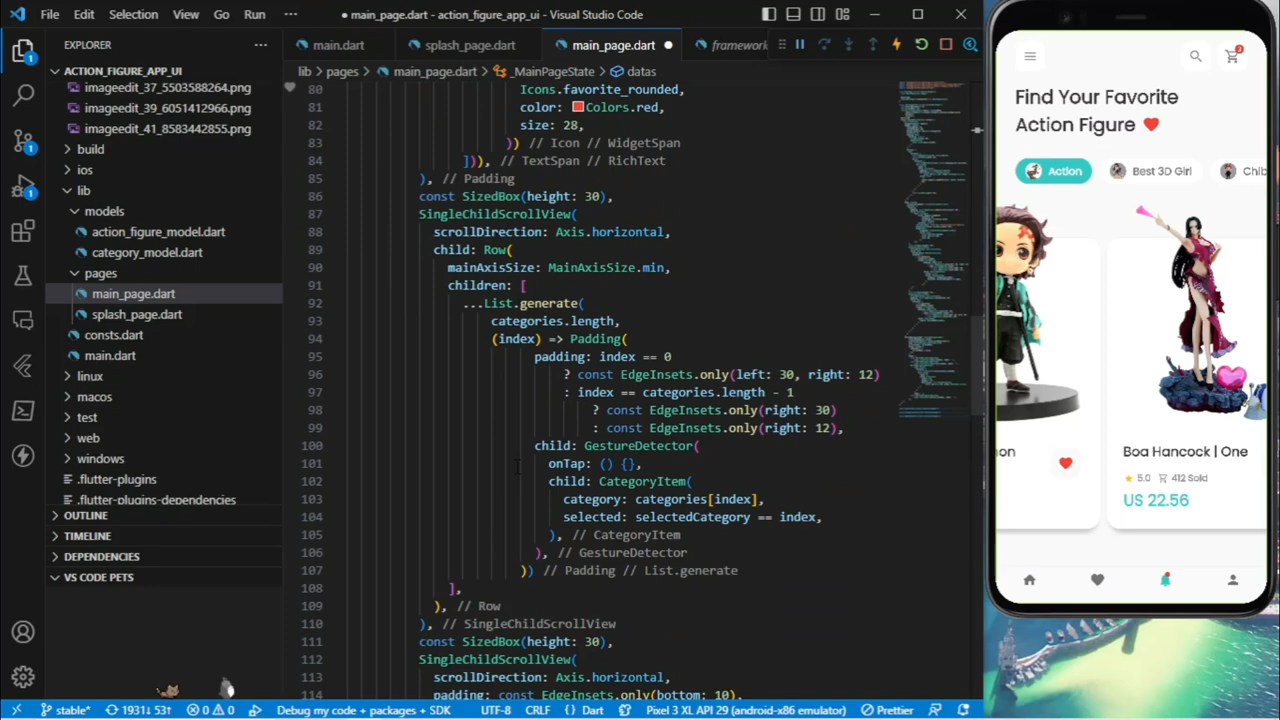 File Edit Selection View Go Run ··· ● main_page.dart - action_figure_app_ui - Visual Studio Code
EXPLORER ···
main.dart splash_page.dart main_page.dart ● framework
lib > pages > main_page.dart > _MainPageState > datas
ACTION_FIGURE_APP_UI
imageedit_37_5503588264.png
imageedit_39_6051412966.png
imageedit_41_8583442855.png
build
ios
lib
models
action_figure_model.dart
category_model.dart
pages
main_page.dart
splash_page.dart
consts.dart
main.dart
linux
macos
test
web
windows
.flutter-plugins
.flutter-plugins-dependencies
OUTLINE
TIMELINE
DEPENDENCIES
VS CODE PETS
1
1
1
80 Icons.favorite_rounded,
81 color: Colors.red,
82 size: 28,
83 )) // Icon // WidgetSpan
84 ])), // TextSpan // RichText
85 ), // Padding
86 const SizedBox(height: 30),
87 SingleChildScrollView(
88 scrollDirection: Axis.horizontal,
89 child: Row(
90 mainAxisSize: MainAxisSize.min,
91 children: [
92 ...List.generate(
93 categories.length,
94 (index) => Padding(
95 padding: index == 0
96 ? const EdgeInsets.only(left: 30, right: 12)
97 : index == categories.length - 1
98 ? const EdgeInsets.only(right: 30)
99 : const EdgeInsets.only(right: 12),
100 child: GestureDetector(
101 onTap: () {},
102 child: CategoryItem(
103 category: categories[index],
104 selected: selectedCategory == index,
105 ), // CategoryItem
106 ), // GestureDetector
107 )) // Padding // List.generate
108 ],
109 ), // Row
110 ), // SingleChildScrollView
111 const SizedBox(height: 30),
112 SingleChildScrollView(
113 scrollDirection: Axis.horizontal,
114 padding: const EdgeInsets.only(bottom: 10),
Find Your Favorite
Action Figure
Action Best 3D Girl Chib
on
Boa Hancock | One
5.0 412 Sold
US 22.56
stable* 1931↓ 53↑ 0 0 Debug my code + packages + SDK UTF-8 CRLF {} Dart Pixel 3 XL API 29 (android-x86 emulator) Prettier